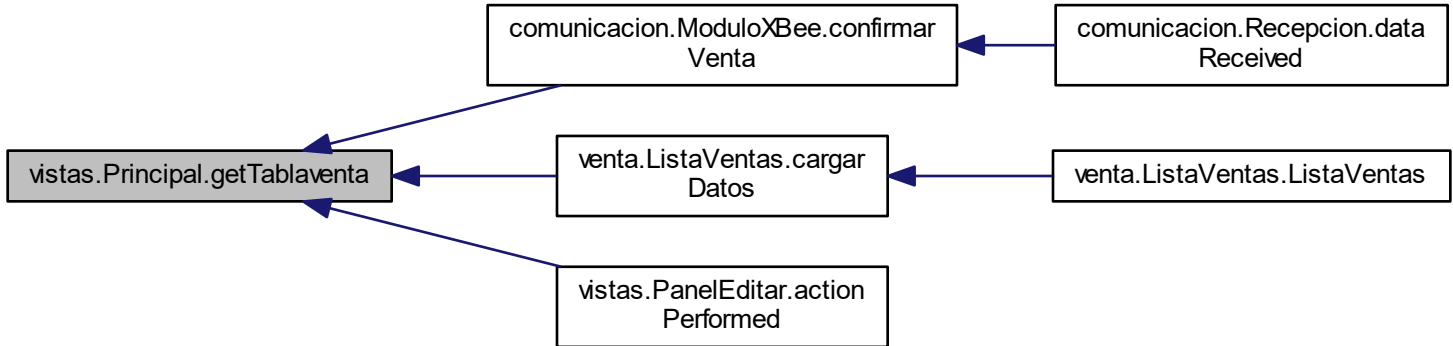 comunicacion.ModuloXBee.confirmar
Venta
comunicacion.Recepcion.data
Received
vistas.Principal.getTablaventa
venta.ListaVentas.cargar
Datos
venta.ListaVentas.ListaVentas
vistas.PanelEditar.action
Performed